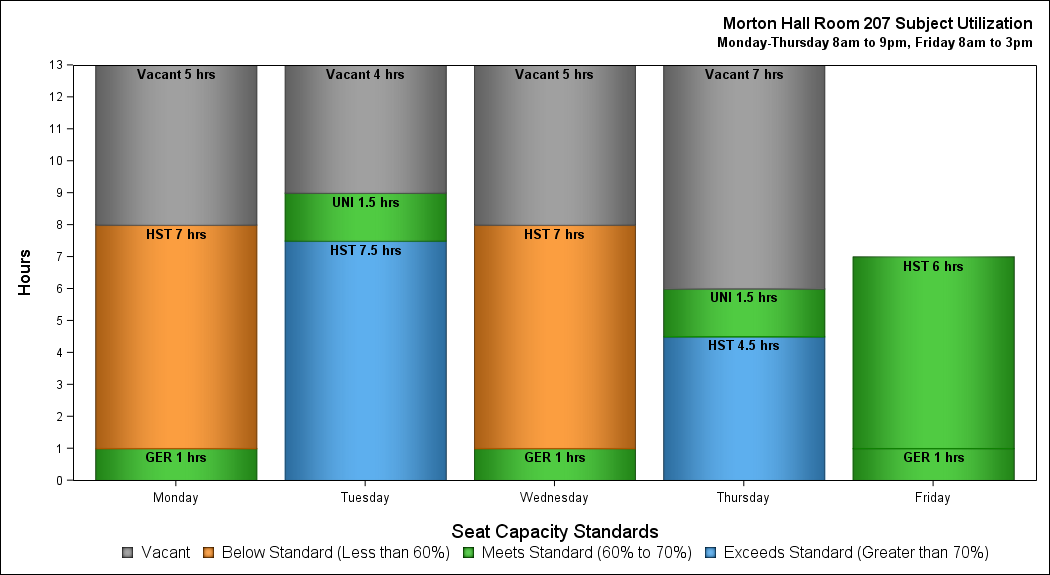 Morton Hall Room 207 Subject Utilization
Monday-Thursday 8am to 9pm, Friday 8am to 3pm
Hours
13
12
11
10
9
8
7
6
5
4
3
2
1
0
Vacant 5 hrs
HST 7 hrs
GER 1 hrs
Vacant 4 hrs
UNI 1.5 hrs
HST 7.5 hrs
Vacant 5 hrs
HST 7 hrs
GER 1 hrs
Vacant 7 hrs
UNI 1.5 hrs
HST 4.5 hrs
HST 6 hrs
GER 1 hrs
Monday Tuesday Wednesday Thursday Friday
Seat Capacity Standards
Vacant Below Standard (Less than 60%) Meets Standard (60% to 70%) Exceeds Standard (Greater than 70%)